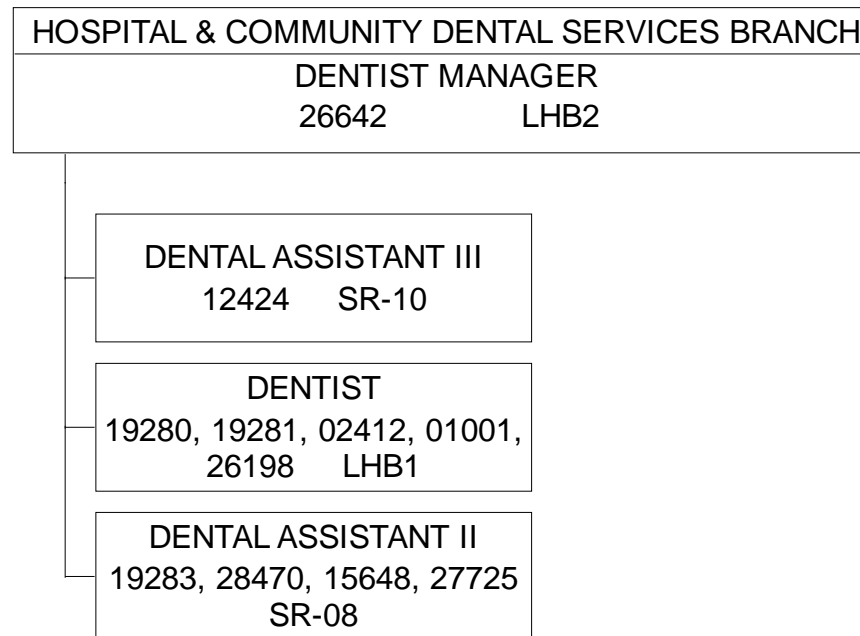 HOSPITAL & COMMUNITY DENTAL SERVICES BRANCH
DENTIST MANAGER
26642 LHB2
DENTAL ASSISTANT III
12424 SR-10
DENTIST
19280, 19281, 02412, 01001,
26198 LHB1
DENTAL ASSISTANT II
19283, 28470, 15648, 27725
SR-08